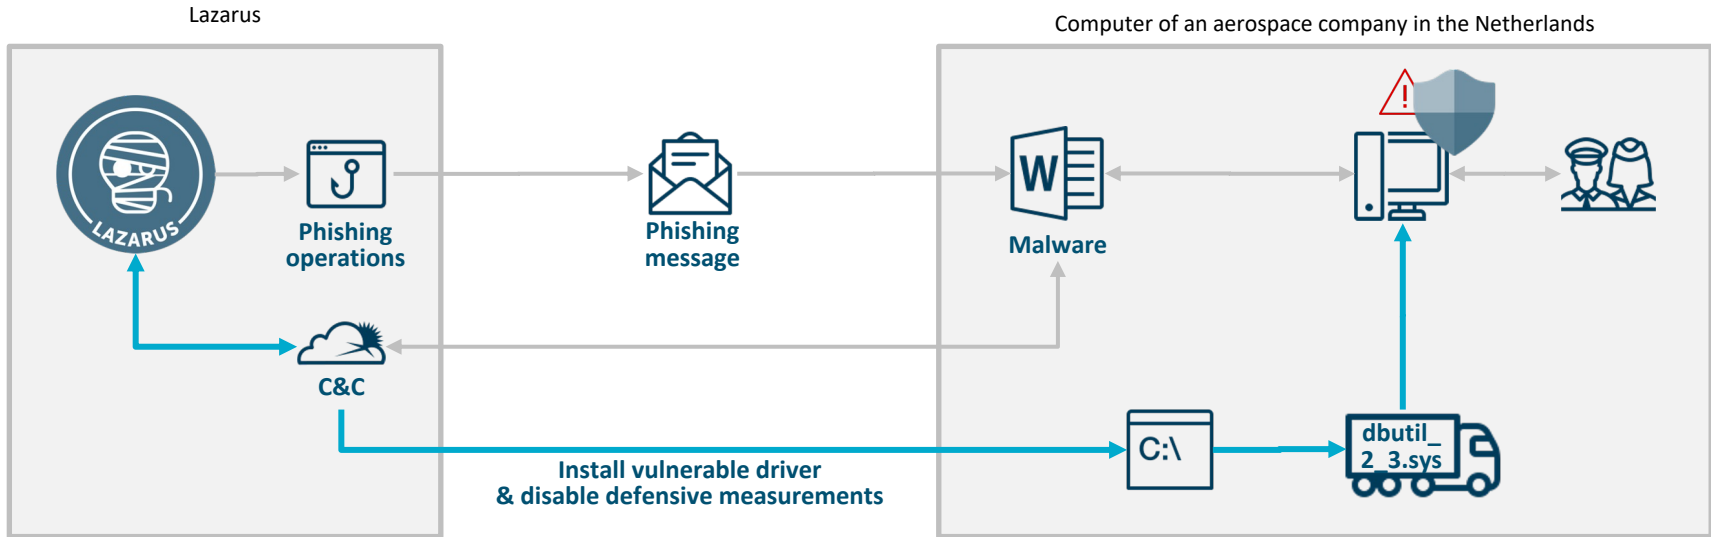 Lazarus
Computer of an aerospace company in the Netherlands
LAZARUS
W
Phishing
operations
Phishing
message
Malware
C&C
C:\
dbutil_
2_3.sys
Install vulnerable driver
& disable defensive measurements